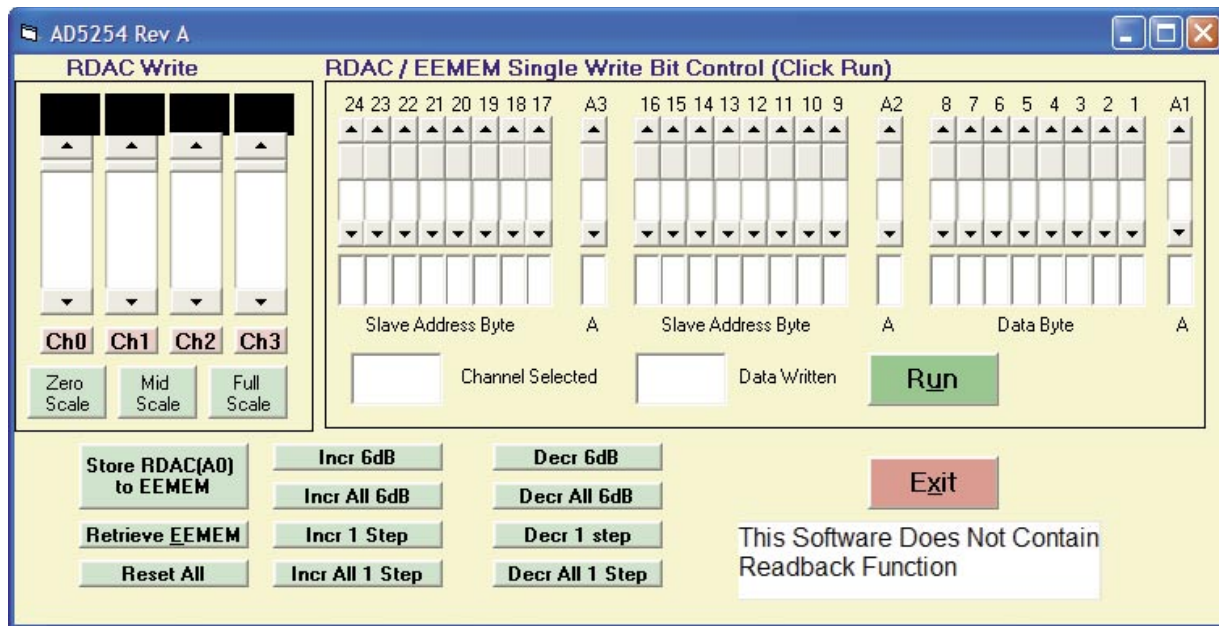 AD5254 Rev A
RDAC Write
RDAC / EEMEM Single Write Bit Control (Click Run)
24 23 22 21 20 19 18 17 A3 16 15 14 13 12 11 10 9 A2 8 7 6 5 4 3 2 1 A1
Slave Address Byte A Slave Address Byte A Data Byte A
Ch0 Ch1 Ch2 Ch3
Channel Selected
Data Written
Run
Zero
Scale
Mid
Scale
Full
Scale
Store RDAC(A0)
to EEMEM
Incr 6dB
Decr 6dB
Incr All 6dB
Decr All 6dB
Exit
Retrieve EEMEM
Incr 1 Step
Decr 1 step
Reset All
Incr All 1 Step
Decr All 1 Step
This Software Does Not Contain
Readback Function